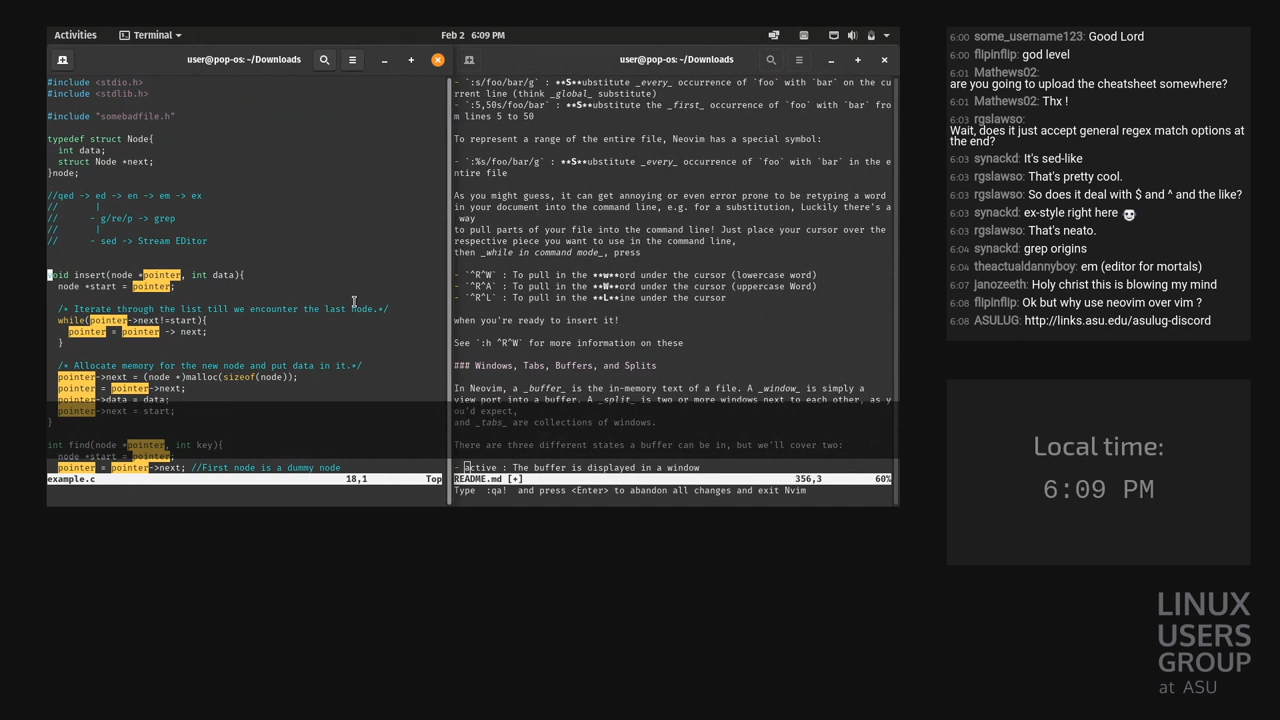 Activities
Terminal
Feb 2 6:09 PM
user@pop-os: ~/Downloads
#include <stdio.h>
#include <stdlib.h>
#include "somebadfile.h"
typedef struct Node{
int data;
struct Node *next;
}node;
//qed -> ed -> en -> em -> ex
// |
// - g/re/p -> grep
// |
// - sed -> Stream EDitor
void insert(node *pointer, int data){
node *start = pointer;
/* Iterate through the list till we encounter the last node.*/
while(pointer->next!=start){
pointer = pointer -> next;
}
/* Allocate memory for the new node and put data in it.*/
pointer->next = (node *)malloc(sizeof(node));
pointer = pointer->next;
pointer->data = data;
pointer->next = start;
}
int find(node *pointer, int key){
node *start = pointer;
pointer = pointer->next; //First node is a dummy node
example.c 18,1 Top
user@pop-os: ~/Downloads
- `:s/foo/bar/g` : **S**ubstitute _every_ occurrence of `foo` with `bar` on the cu
rrent line (think _global_ substitute)
- `:5,50s/foo/bar` : **S**ubstitute the _first_ occurrence of `foo` with `bar` fro
m lines 5 to 50
To represent a range of the entire file, Neovim has a special symbol:
- `:%s/foo/bar/g` : **S**ubstitute _every_ occurrence of `foo` with `bar` in the e
ntire file
As you might guess, it can get annoying or even error prone to be retyping a word
in your document into the command line, e.g. for a substitution, Luckily there's a
way
to pull parts of your file into the command line! Just place your cursor over the
respective piece you want to use in the command line,
then _while in command mode_, press
- `^R^W` : To pull in the **w**ord under the cursor (lowercase word)
- `^R^A` : To pull in the **W**ord under the cursor (uppercase Word)
- `^R^L` : To pull in the **L**ine under the cursor
when you're ready to insert it!
See `:h ^R^W` for more information on these
### Windows, Tabs, Buffers, and Splits
In Neovim, a _buffer_ is the in-memory text of a file. A _window_ is simply a
view port into a buffer. A _split_ is two or more windows next to each other, as y
ou'd expect,
and _tabs_ are collections of windows.
There are three different states a buffer can be in, but we'll cover two:
- active : The buffer is displayed in a window
README.md [+] 356,3 60%
Type :qa! and press <Enter> to abandon all changes and exit Nvim
6:00 some_username123: Good Lord
6:00 flipinflip: god level
6:01 Mathews02:
are you going to upload the cheatsheet somewhere?
6:01 Mathews02: Thx !
6:03 rgslawso:
Wait, does it just accept general regex match options at
the end?
6:03 synackd: It's sed-like
6:03 rgslawso: That's pretty cool.
6:03 rgslawso: So does it deal with $ and ^ and the like?
6:03 synackd: ex-style right here
6:03 rgslawso: That's neato.
6:04 synackd: grep origins
6:04 theactualdannyboy: em (editor for mortals)
6:07 janozeeth: Holy christ this is blowing my mind
6:08 flipinflip: Ok but why use neovim over vim ?
6:08 ASULUG: http://links.asu.edu/asulug-discord
Local time:
6:09 PM
LINUX
USERS
GROUP
at ASU